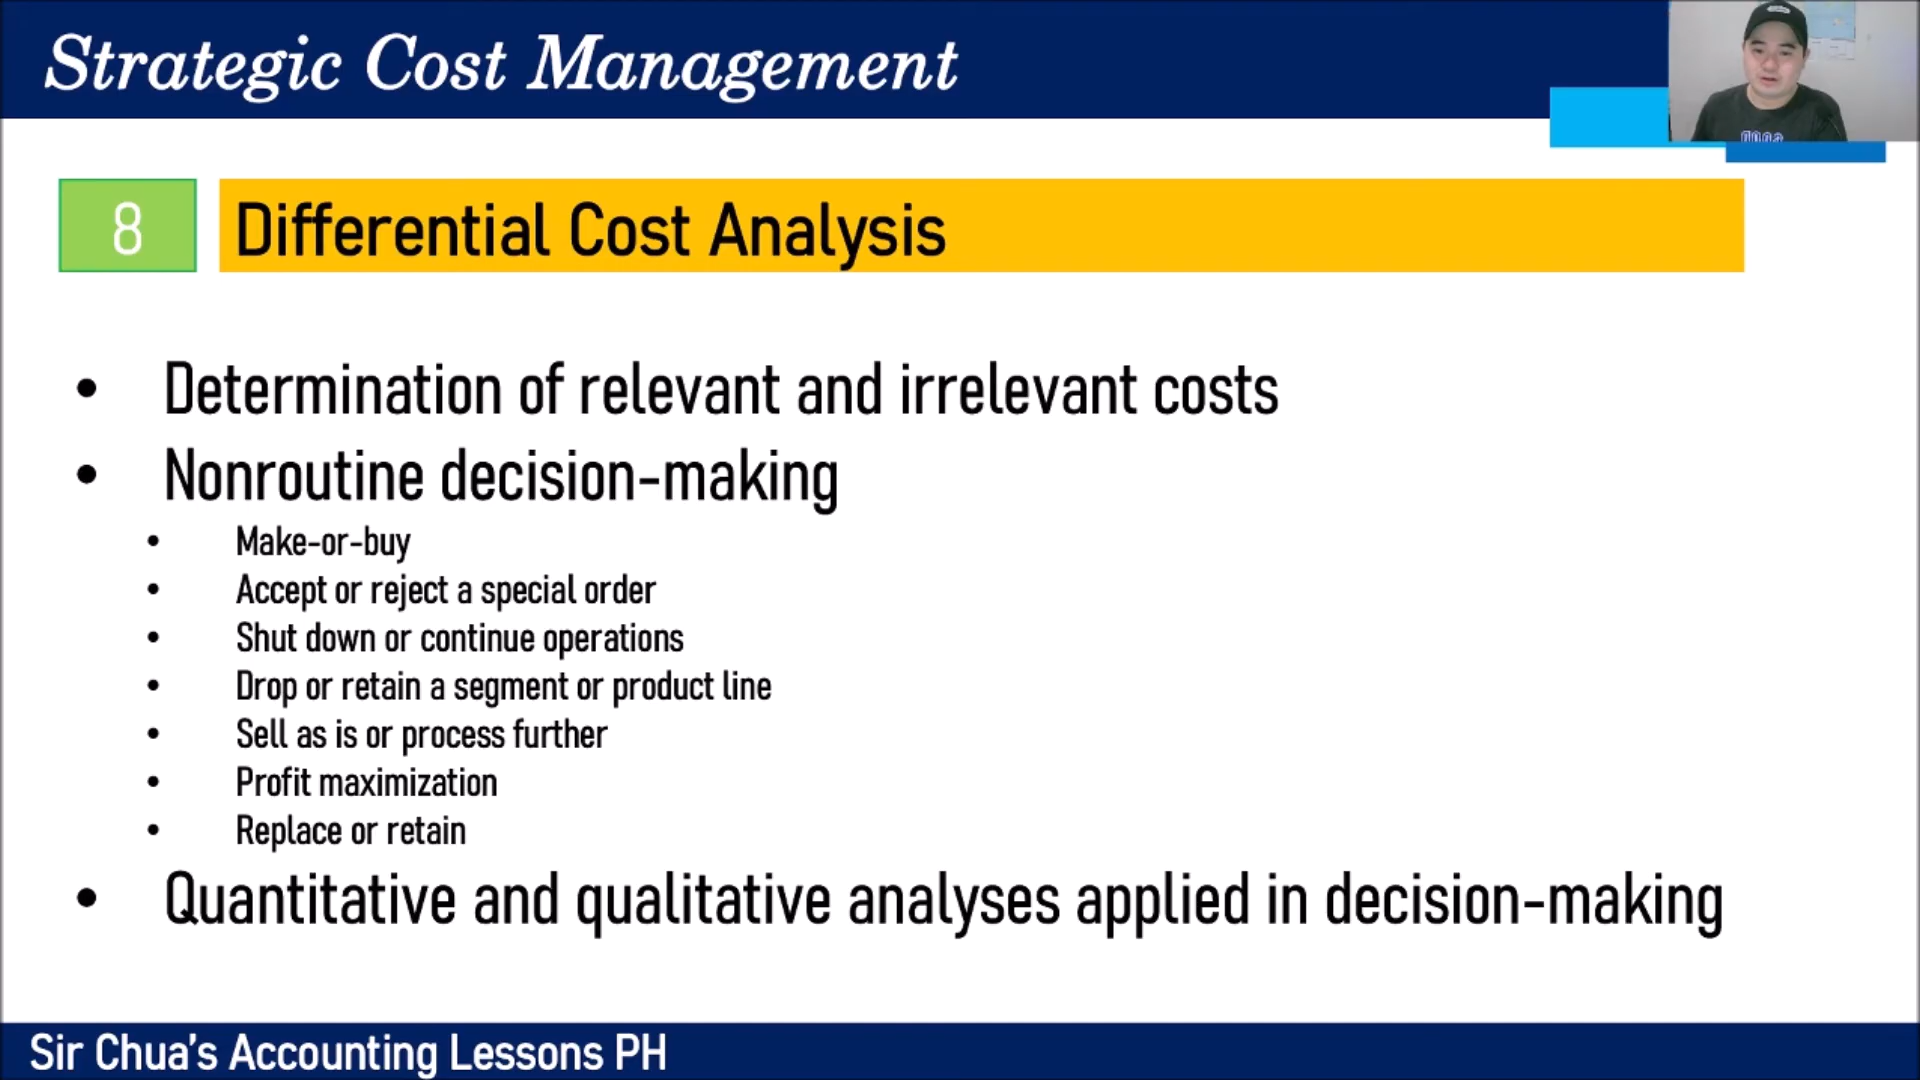 Strategic Cost Management
8
Differential Cost Analysis
• Determination of relevant and irrelevant costs
• Nonroutine decision-making
• Make-or-buy
• Accept or reject a special order
• Shut down or continue operations
• Drop or retain a segment or product line
• Sell as is or process further
• Profit maximization
• Replace or retain
• Quantitative and qualitative analyses applied in decision-making
Sir Chua's Accounting Lessons PH